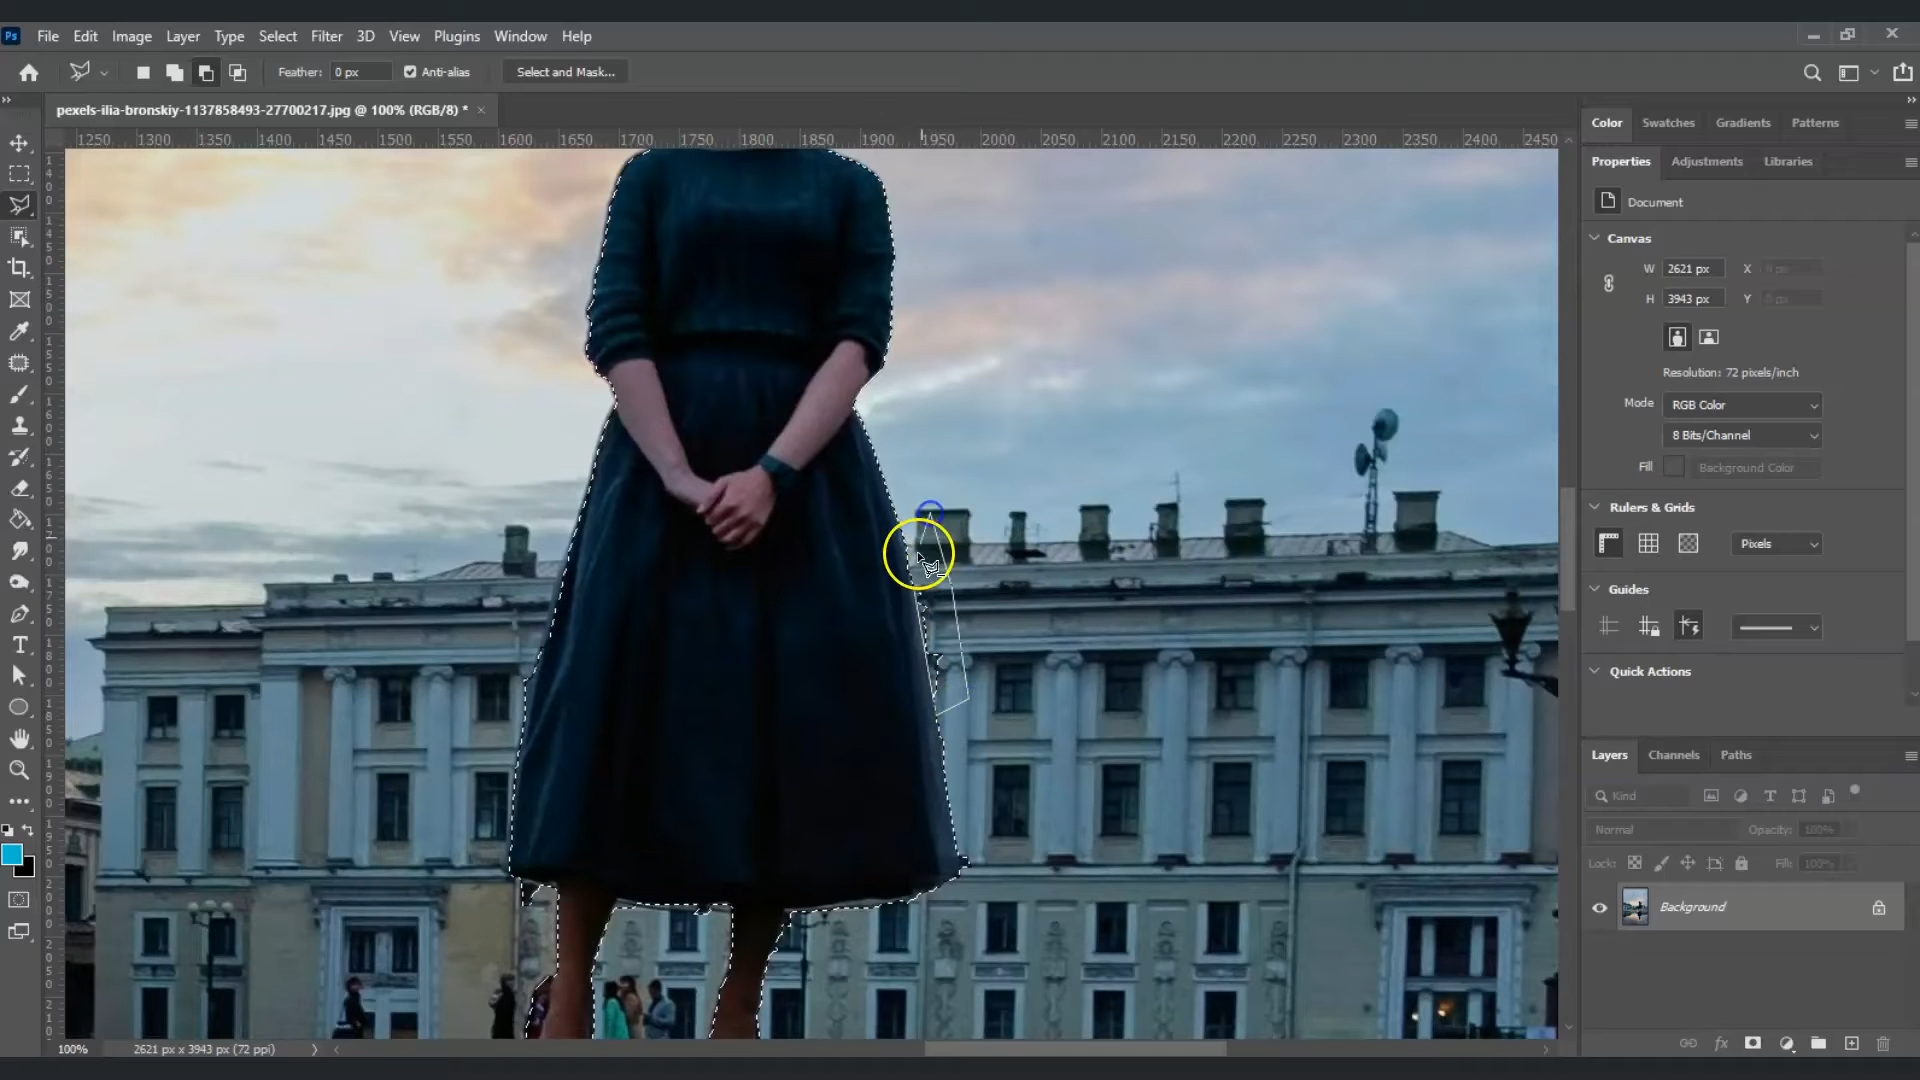 Ps File Edit Image Layer Type Select Filter 3D View Plugins Window Help
Feather: 0 px Anti-alias Select and Mask...
pexels-ilia-bronskiy-1137858493-27700217.jpg @ 100% (RGB/8) * ×
1250 1300 1350 1400 1450 1500 1550 1600 1650 1700 1750 1800 1850 1900 1950 2000 2050 2100 2150 2200 2250 2300 2350 2400 2450
Color Swatches Gradients Patterns
Properties Adjustments Libraries
Document
Canvas
W 2621 px X
H 3943 px Y
Resolution: 72 pixels/inch
Mode RGB Color
8 Bits/Channel
Fill Background Color
Rulers & Grids
Pixels
Guides
Quick Actions
Layers Channels Paths
Kind
Normal Opacity: 100%
Lock: Fill: 100%
Background
fx
100% 2621 px x 3943 px (72 ppi)